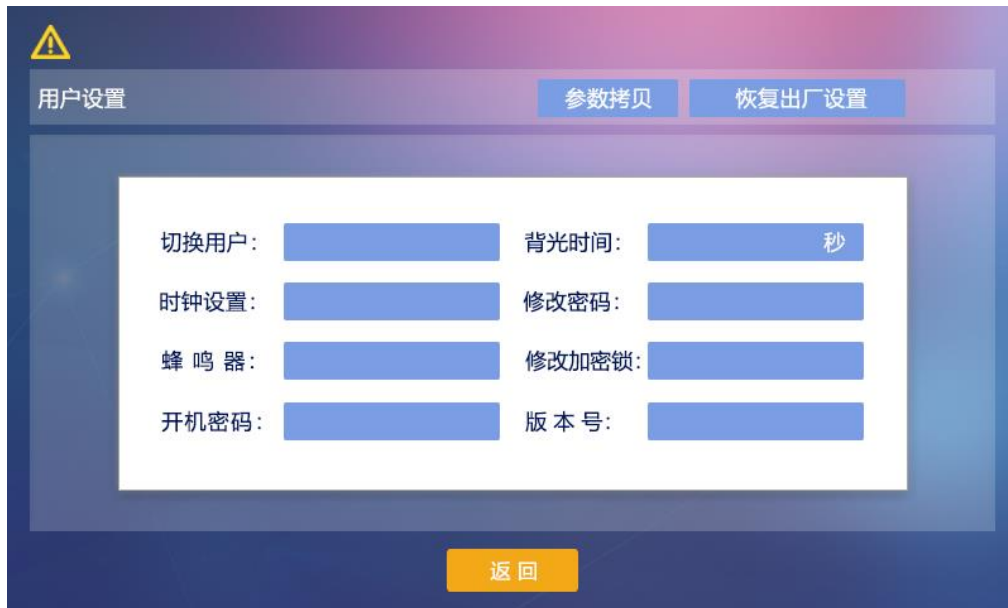 用户设置 参数拷贝 恢复出厂设置
切换用户： 背光时间： 秒
时钟设置： 修改密码：
蜂 鸣 器： 修改加密锁：
开机密码： 版 本 号：
返 回